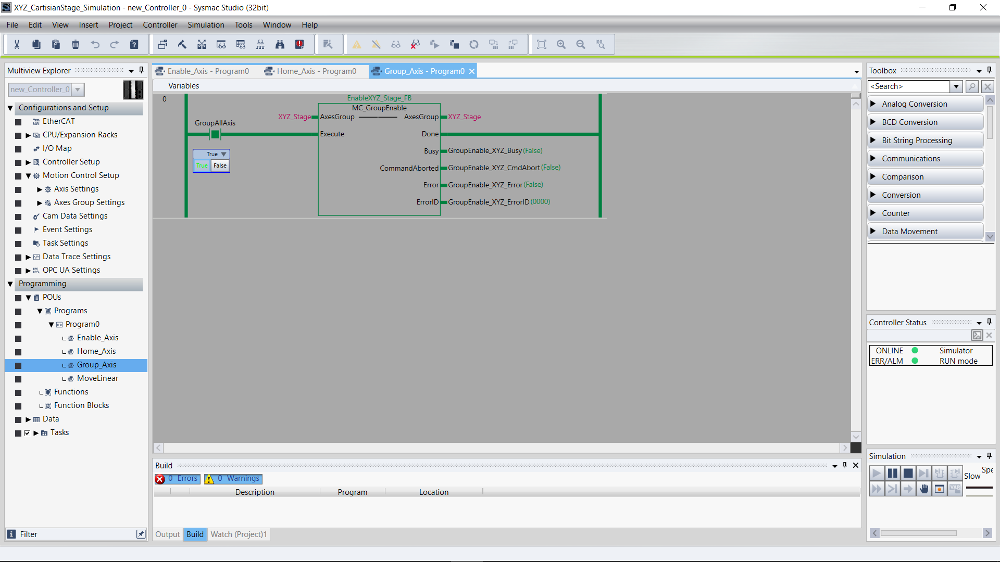 XYZ_CartisianStage_Simulation - new_Controller_0 - Sysmac Studio (32bit)
File Edit View Insert Project Controller Simulation Tools Window Help
Multiview Explorer
new_Controller_0
Configurations and Setup
EtherCAT
CPU/Expansion Racks
I/O Map
Controller Setup
Motion Control Setup
Axis Settings
Axes Group Settings
Cam Data Settings
Event Settings
Task Settings
Data Trace Settings
OPC UA Settings
Programming
POUs
Programs
Program0
Enable_Axis
Home_Axis
Group_Axis
MoveLinear
Functions
Function Blocks
Data
Tasks
Filter
Enable_Axis - Program0 Home_Axis - Program0 Group_Axis - Program0
Variables
0
EnableXYZ_Stage_FB
MC_GroupEnable
XYZ_Stage AxesGroup AxesGroup XYZ_Stage
GroupAllAxis
Execute Done
True
True False
Busy GroupEnable_XYZ_Busy (False)
CommandAborted GroupEnable_XYZ_CmdAbort (False)
Error GroupEnable_XYZ_Error (False)
ErrorID GroupEnable_XYZ_ErrorID (0000)
Build
0 Errors 0 Warnings
Description Program Location
Output Build Watch (Project)1
Toolbox
<Search>
Analog Conversion
BCD Conversion
Bit String Processing
Communications
Comparison
Conversion
Counter
Data Movement
Controller Status
ONLINE Simulator
ERR/ALM RUN mode
Simulation
Spe
Slow